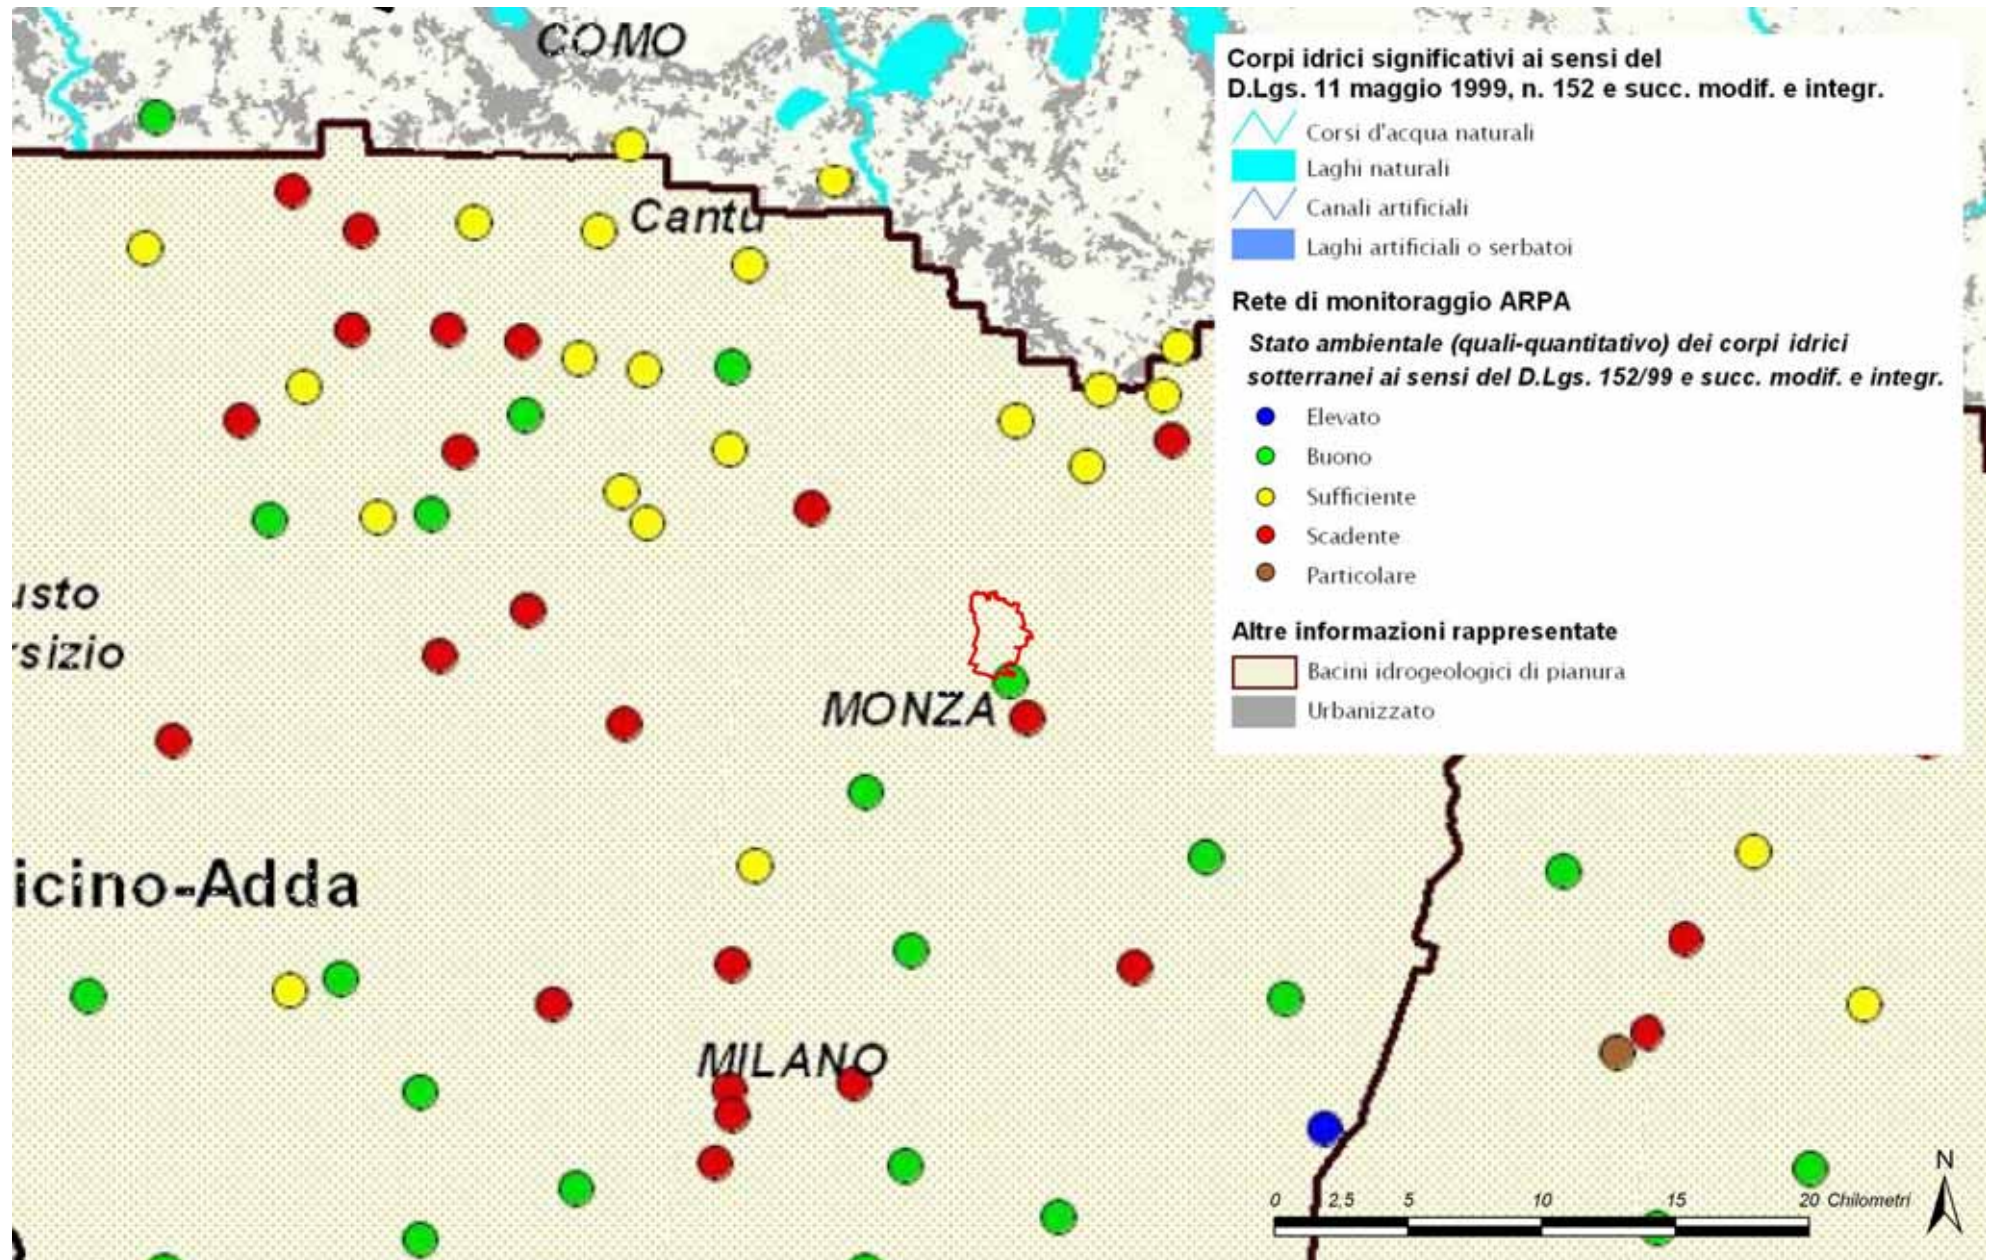 COMO
Cantù
usto
rsizio
MONZA
icino-Adda
MILANO
Corpi idrici significativi ai sensi del
D.Lgs. 11 maggio 1999, n. 152 e succ. modif. e integr.
Corsi d'acqua naturali
Laghi naturali
Canali artificiali
Laghi artificiali o serbatoi
Rete di monitoraggio ARPA
Stato ambientale (quali-quantitativo) dei corpi idrici
sotterranei ai sensi del D.Lgs. 152/99 e succ. modif. e integr.
Elevato
Buono
Sufficiente
Scadente
Particolare
Altre informazioni rappresentate
Bacini idrogeologici di pianura
Urbanizzato
0 2,5 5 10 15 20 Chilometri
N